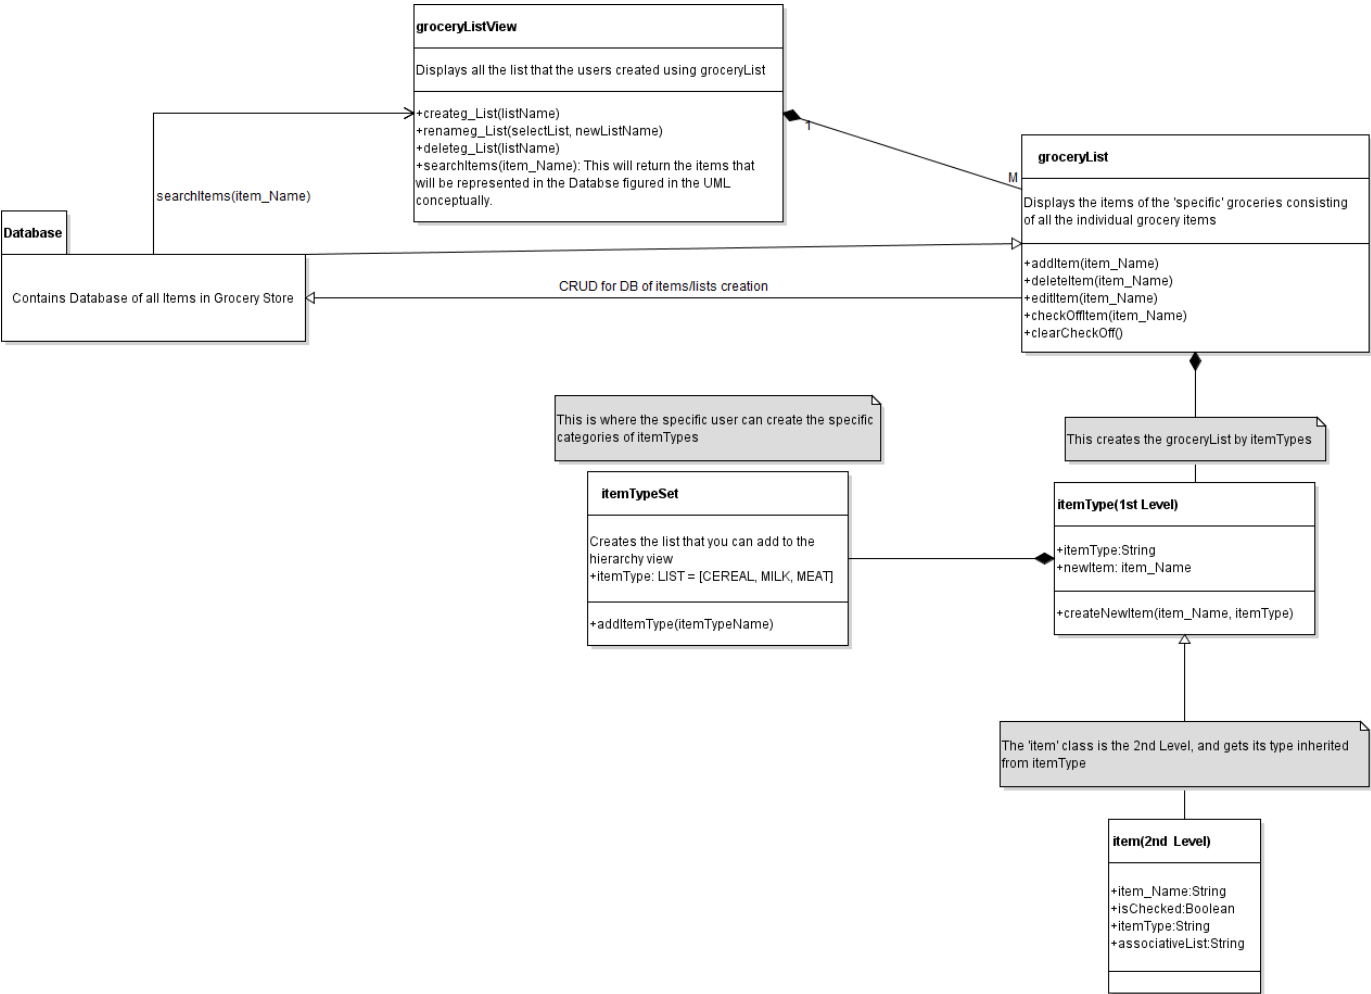 groceryListView
Displays all the list that the users created using groceryList
+createg_List(listName)
+renameg_List(selectList, newListName)
+deleteg_List(listName)
+searchItems(item_Name): This will return the items that
will be represented in the Databse figured in the UML
conceptually.
1
M
groceryList
Displays the items of the 'specific' groceries consisting
of all the individual grocery items
+addItem(item_Name)
+deleteItem(item_Name)
+editItem(item_Name)
+checkOffItem(item_Name)
+clearCheckOff()
searchItems(item_Name)
Database
Contains Database of all Items in Grocery Store
CRUD for DB of items/lists creation
This is where the specific user can create the specific
categories of itemTypes
This creates the groceryList by itemTypes
itemTypeSet
Creates the list that you can add to the
hierarchy view
+itemType: LIST = [CEREAL, MILK, MEAT]
+addItemType(itemTypeName)
itemType(1st Level)
+itemType:String
+newItem: item_Name
+createNewItem(item_Name, itemType)
The 'item' class is the 2nd Level, and gets its type inherited
from itemType
item(2nd Level)
+item_Name:String
+isChecked:Boolean
+itemType:String
+associativeList:String